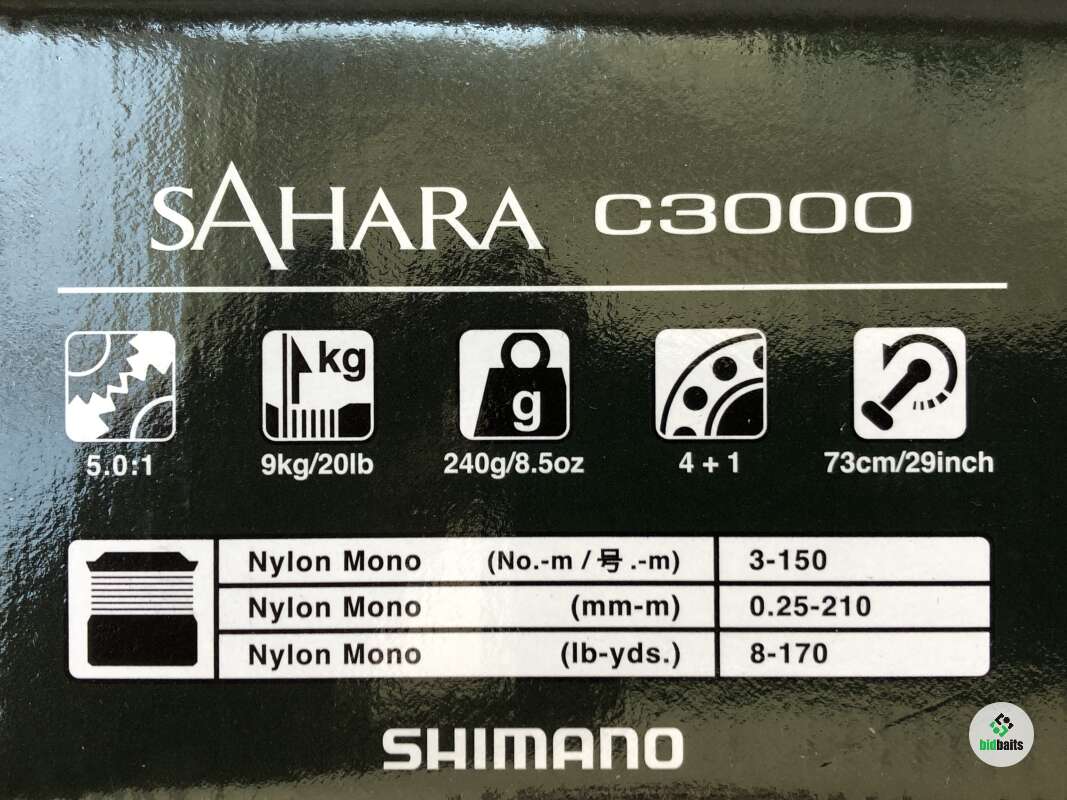 SAHARA C3000
kg
g
5.0:1 9kg/20lb 240g/8.5oz 4 + 1 73cm/29inch
Nylon Mono (No.-m / 号 .-m) 3-150
Nylon Mono (mm-m) 0.25-210
Nylon Mono (lb-yds.) 8-170
SHIMANO
bidbaits